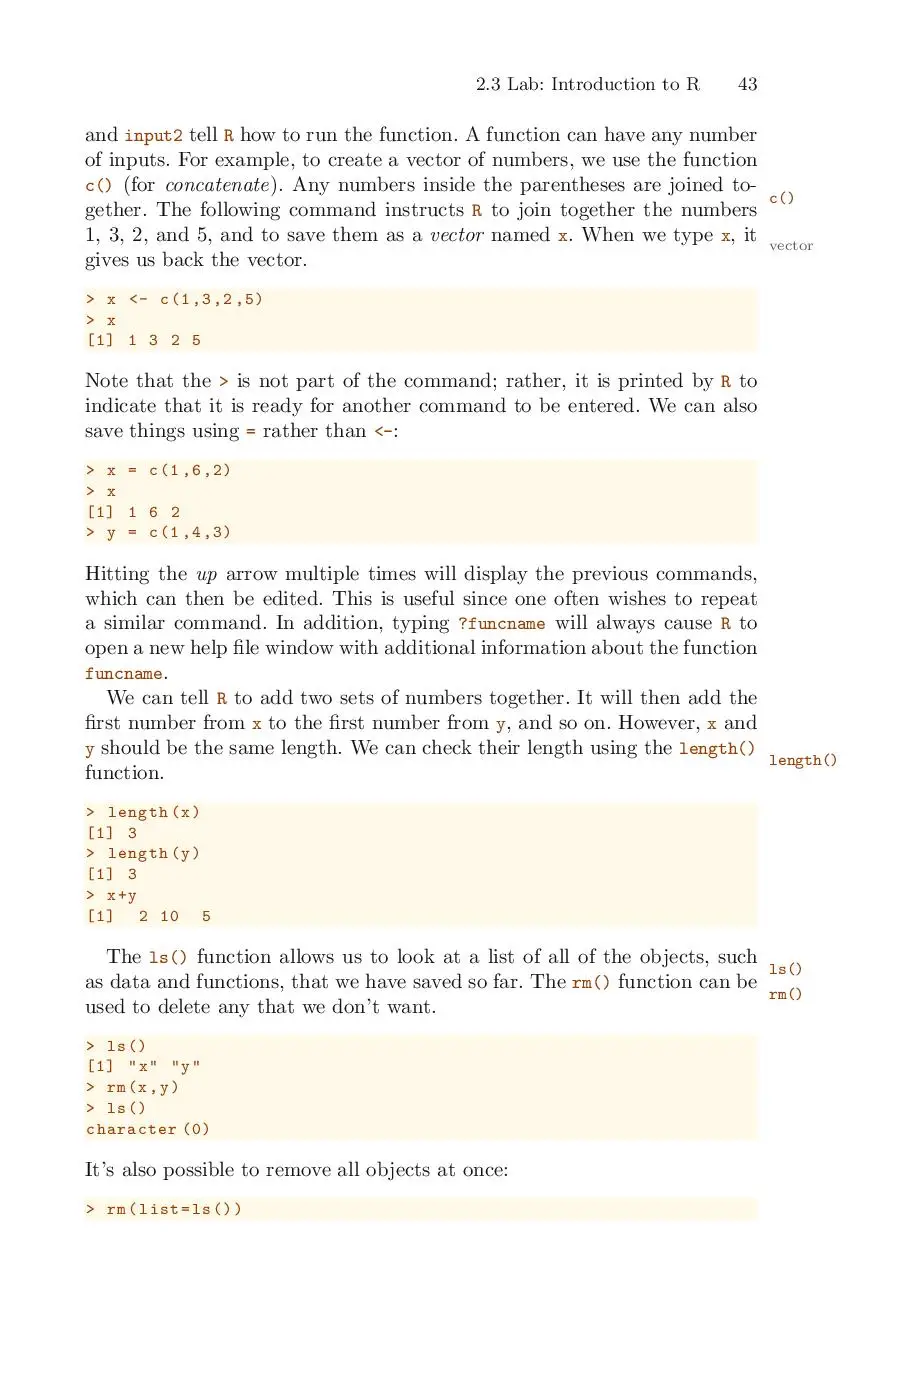 2.3 Lab: Introduction to R 43
and input2 tell R how to run the function. A function can have any number
of inputs. For example, to create a vector of numbers, we use the function
c() (for concatenate). Any numbers inside the parentheses are joined to-
c()
gether. The following command instructs R to join together the numbers
1, 3, 2, and 5, and to save them as a vector named x. When we type x, it
vector
gives us back the vector.
> x <- c(1,3,2,5)
> x
[1] 1 3 2 5
Note that the > is not part of the command; rather, it is printed by R to
indicate that it is ready for another command to be entered. We can also
save things using = rather than <-:
> x = c(1,6,2)
> x
[1] 1 6 2
> y = c(1,4,3)
Hitting the up arrow multiple times will display the previous commands,
which can then be edited. This is useful since one often wishes to repeat
a similar command. In addition, typing ?funcname will always cause R to
open a new help file window with additional information about the function
funcname.
We can tell R to add two sets of numbers together. It will then add the
first number from x to the first number from y, and so on. However, x and
y should be the same length. We can check their length using the length()
length()
function.
> length(x)
[1] 3
> length(y)
[1] 3
> x+y
[1] 2 10 5
The ls() function allows us to look at a list of all of the objects, such
ls()
as data and functions, that we have saved so far. The rm() function can be
rm()
used to delete any that we don't want.
> ls()
[1] "x" "y"
> rm(x,y)
> ls()
character(0)
It's also possible to remove all objects at once:
> rm(list=ls())